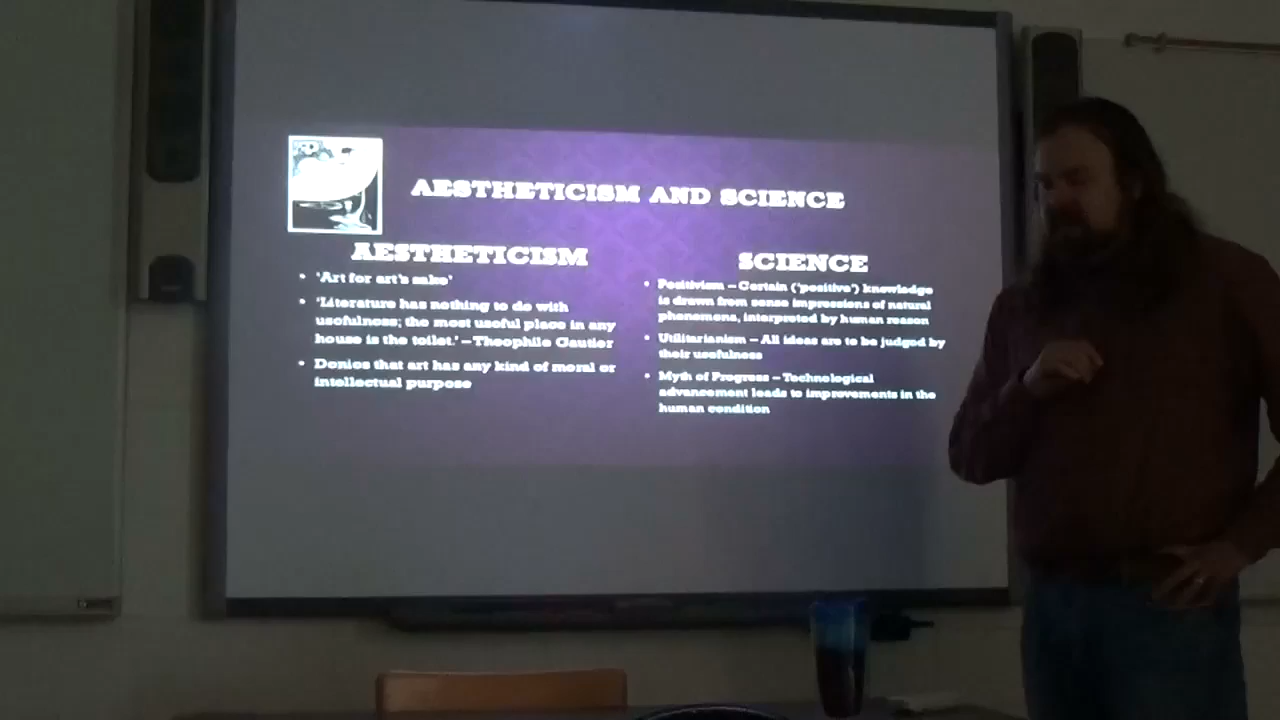 AESTHETICISM AND SCIENCE
AESTHETICISM
• 'Art for art's sake'
• 'Literature has nothing to do with
usefulness; the most useful place in any
house is the toilet.' – Theophile Gautier
• Denies that art has any kind of moral or
intellectual purpose
SCIENCE
• Positivism – Certain ('positive') knowledge
is drawn from sense impressions of natural
phenomena, interpreted by human reason
• Utilitarianism – All ideas are to be judged by
their usefulness
• Myth of Progress – Technological
advancement leads to improvements in the
human condition